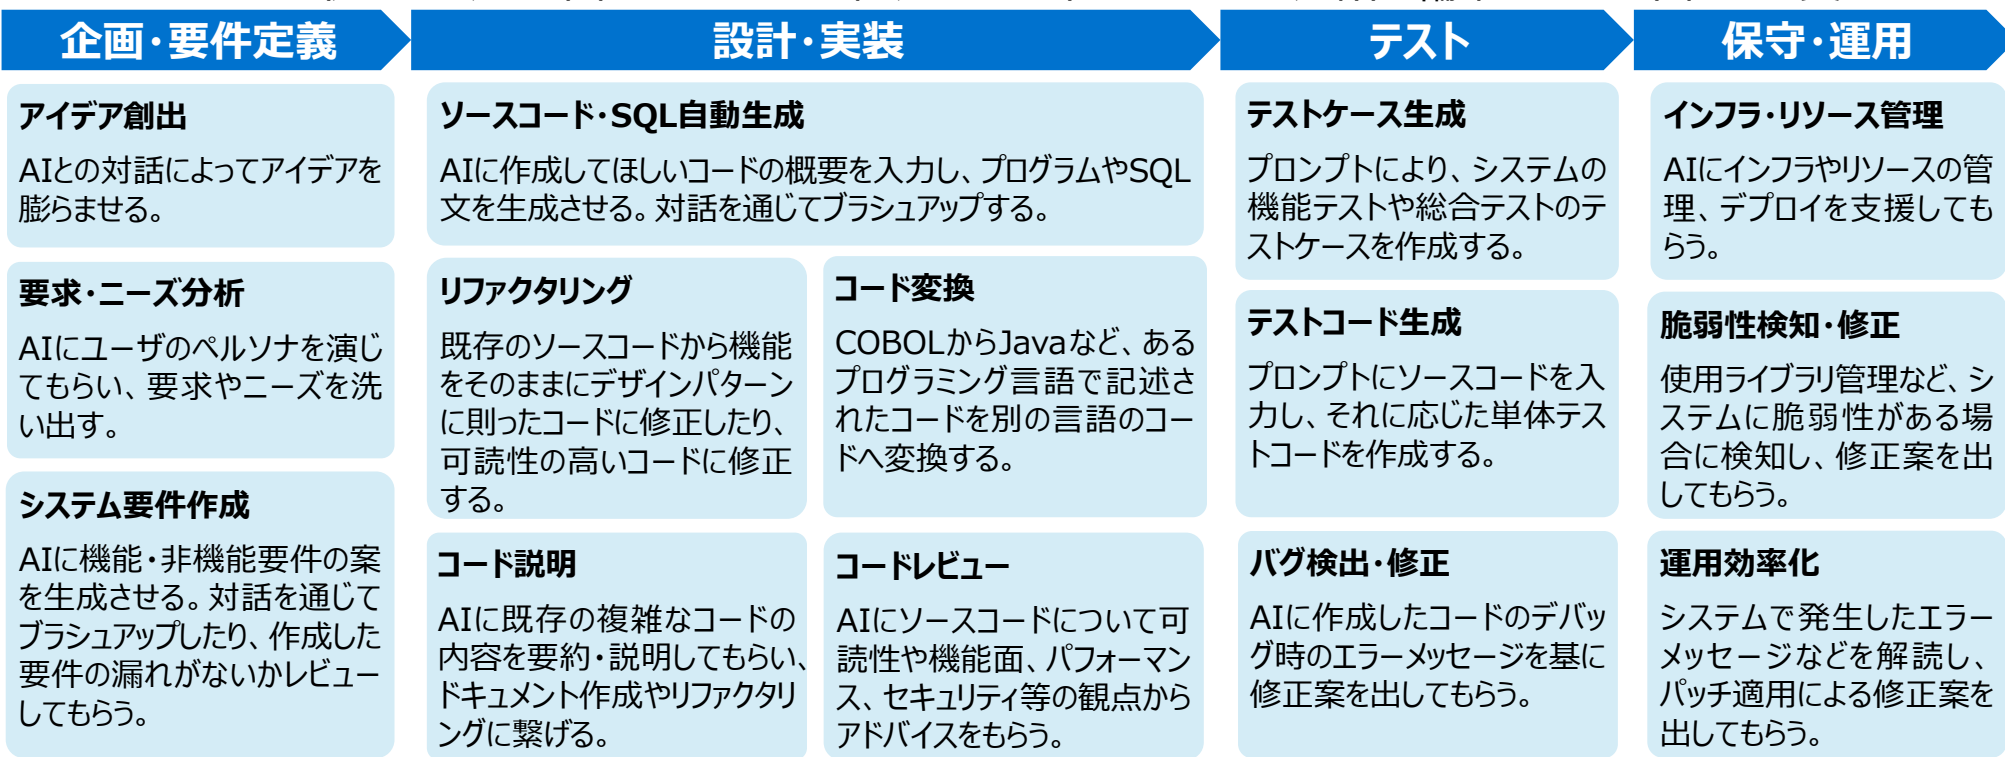 企画・要件定義
設計・実装
テスト
保守・運用
アイデア創出
AIとの対話によってアイデアを
膨らませる。
要求・ニーズ分析
AIにユーザのペルソナを演じ
てもらい、要求やニーズを洗
い出す。
システム要件作成
AIに機能・非機能要件の案
を生成させる。対話を通じて
ブラシュアップしたり、作成した
要件の漏れがないかレビュー
してもらう。
ソースコード・SQL自動生成
AIに作成してほしいコードの概要を入力し、プログラムやSQL
文を生成させる。対話を通じてブラシュアップする。
リファクタリング
既存のソースコードから機能
をそのままにデザインパターン
に則ったコードに修正したり、
可読性の高いコードに修正
する。
コード変換
COBOLからJavaなど、ある
プログラミング言語で記述さ
れたコードを別の言語のコー
ドへ変換する。
コード説明
AIに既存の複雑なコードの
内容を要約・説明してもらい、
ドキュメント作成やリファクタリ
ングに繋げる。
コードレビュー
AIにソースコードについて可
読性や機能面、パフォーマン
ス、セキュリティ等の観点から
アドバイスをもらう。
テストケース生成
プロンプトにより、システムの
機能テストや総合テストのテ
ストケースを作成する。
テストコード生成
プロンプトにソースコードを入
力し、それに応じた単体テス
トコードを作成する。
バグ検出・修正
AIに作成したコードのデバッ
グ時のエラーメッセージを基に
修正案を出してもらう。
インフラ・リソース管理
AIにインフラやリソースの管
理、デプロイを支援しても
らう。
脆弱性検知・修正
使用ライブラリ管理など、シ
ステムに脆弱性がある場
合に検知し、修正案を出
してもらう。
運用効率化
システムで発生したエラー
メッセージなどを解読し、
パッチ適用による修正案を
出してもらう。